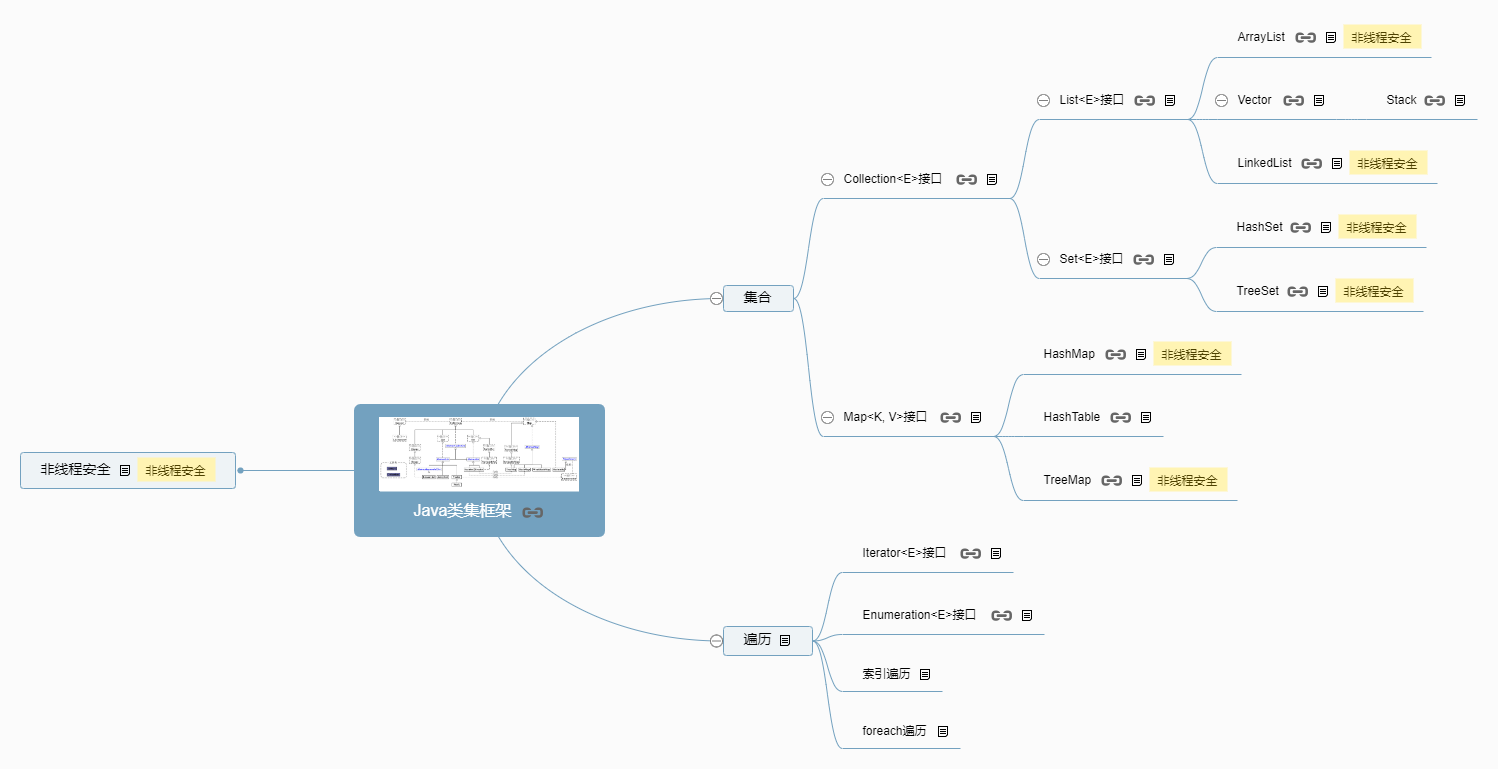 ArrayList 非线程安全
List<E>接口
Vector
Stack
LinkedList 非线程安全
Collection<E>接口
HashSet 非线程安全
Set<E>接口
TreeSet 非线程安全
集合
HashMap 非线程安全
Map<K, V>接口
HashTable
TreeMap 非线程安全
非线程安全 非线程安全
Java类集框架
Iterator<E>接口
Enumeration<E>接口
遍历
索引遍历
foreach遍历